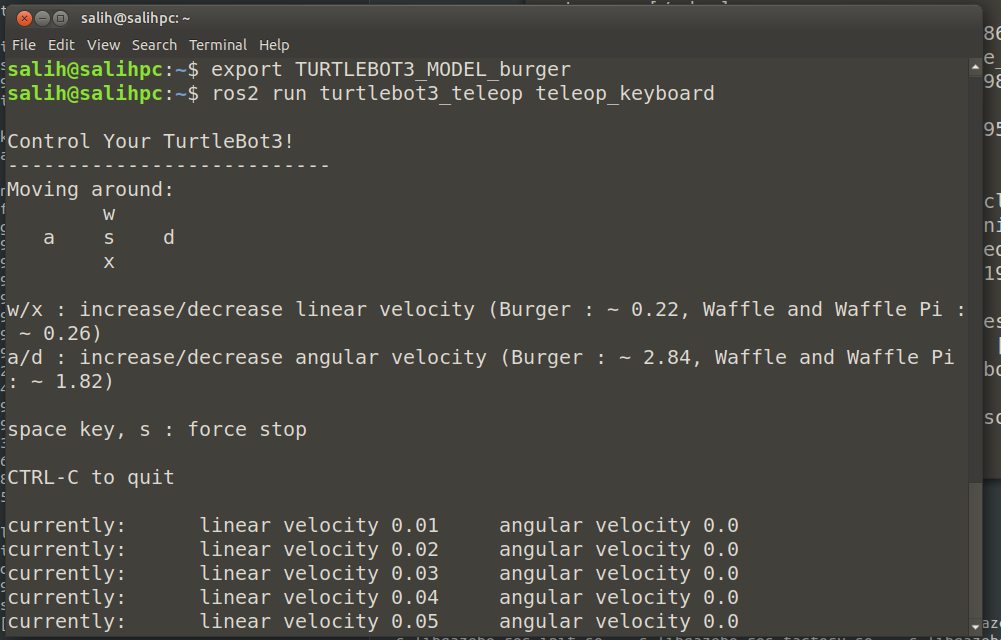 salih@salihpc: ~
File Edit View Search Terminal Help
salih@salihpc:~$ export TURTLEBOT3_MODEL_burger
salih@salihpc:~$ ros2 run turtlebot3_teleop teleop_keyboard
Control Your TurtleBot3!
---------------------------
Moving around:
w
a s d
x
w/x : increase/decrease linear velocity (Burger : ~ 0.22, Waffle and Waffle Pi :
~ 0.26)
a/d : increase/decrease angular velocity (Burger : ~ 2.84, Waffle and Waffle Pi
: ~ 1.82)
space key, s : force stop
CTRL-C to quit
currently: linear velocity 0.01 angular velocity 0.0
currently: linear velocity 0.02 angular velocity 0.0
currently: linear velocity 0.03 angular velocity 0.0
currently: linear velocity 0.04 angular velocity 0.0
currently: linear velocity 0.05 angular velocity 0.0